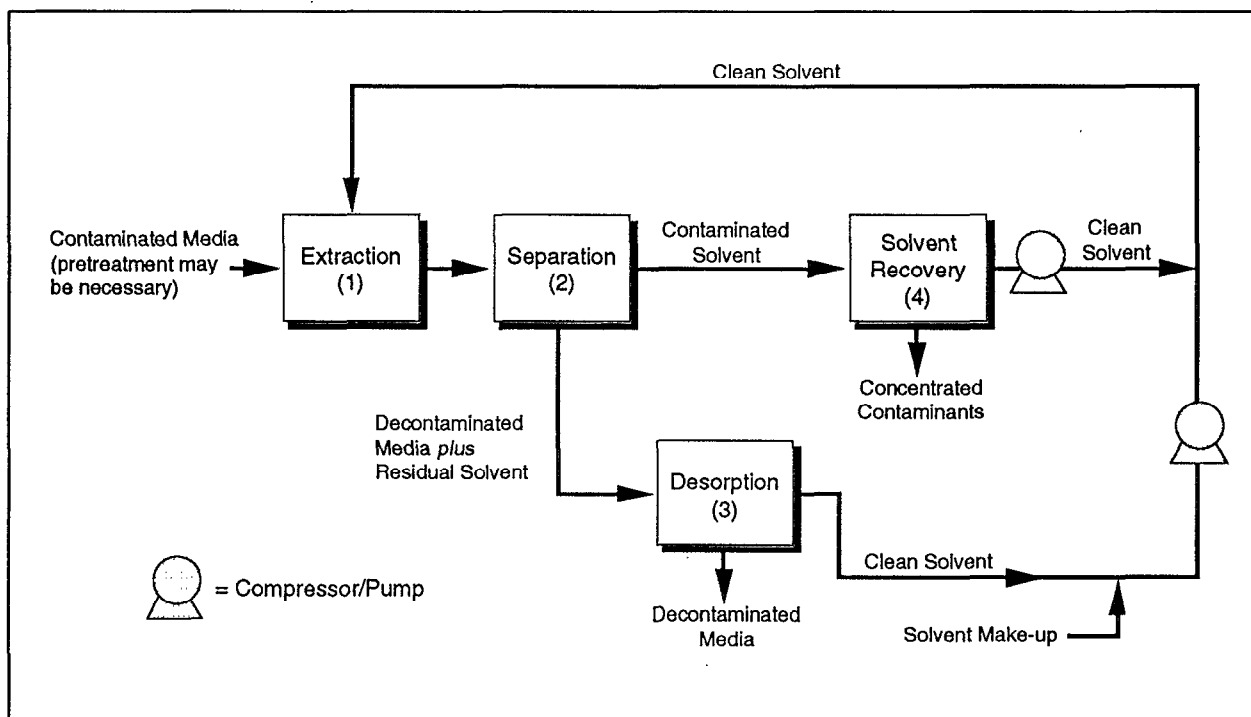 Clean Solvent
Contaminated Media
(pretreatment may
be necessary)
Extraction
(1)
Separation
(2)
Contaminated
Solvent
Solvent
Recovery
(4)
Clean
Solvent
Concentrated
Contaminants
Decontaminated
Media plus
Residual Solvent
Desorption
(3)
Clean Solvent
= Compressor/Pump
Decontaminated
Media
Solvent Make-up